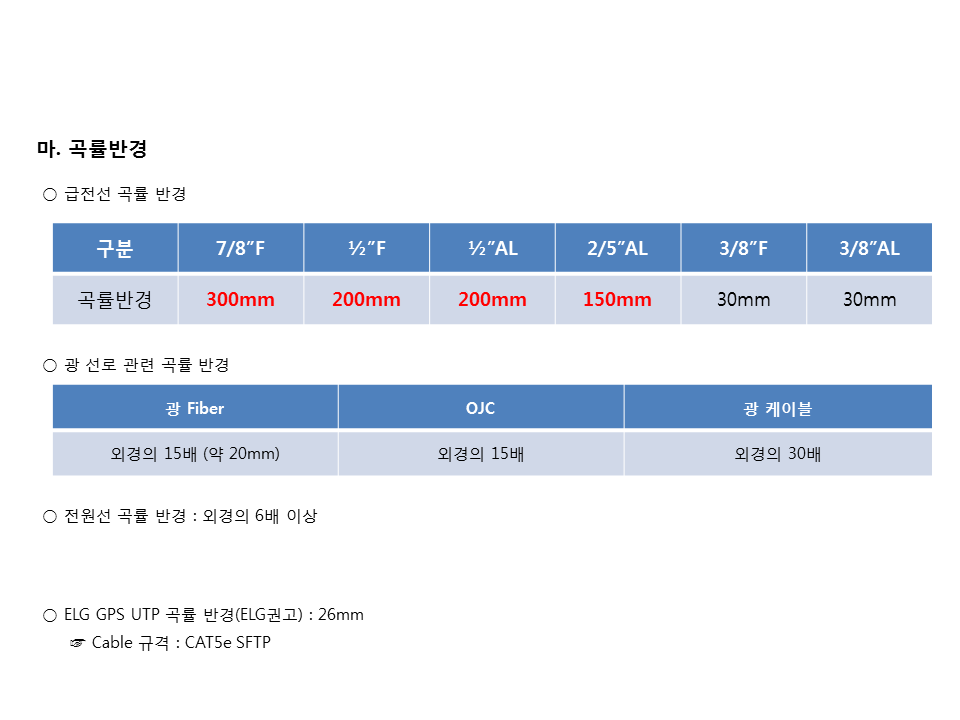 마. 곡률반경
○ 급전선 곡률 반경
구분 7/8″F ½″F ½″AL 2/5″AL 3/8″F 3/8″AL
곡률반경 300mm 200mm 200mm 150mm 30mm 30mm
○ 광 선로 관련 곡률 반경
광 Fiber OJC 광 케이블
외경의 15배 (약 20mm) 외경의 15배 외경의 30배
○ 전원선 곡률 반경 : 외경의 6배 이상
○ ELG GPS UTP 곡률 반경(ELG권고) : 26mm
☞ Cable 규격 : CAT5e SFTP